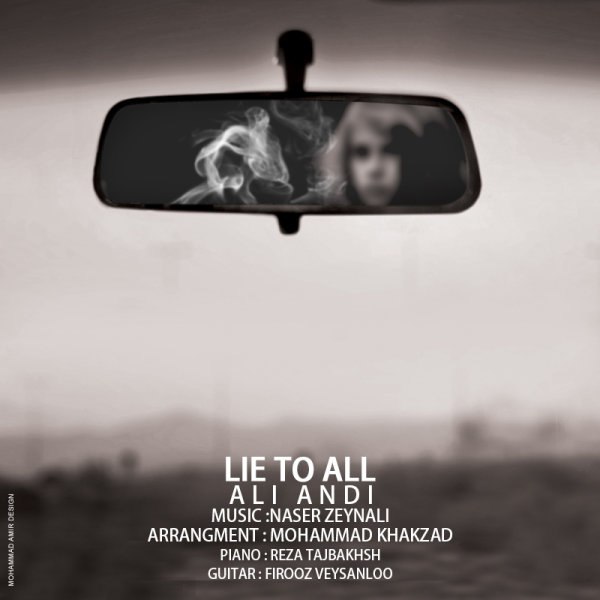 LIE TO ALL
ALI ANDI
MUSIC :NASER ZEYNALI
ARRANGMENT : MOHAMMAD KHAKZAD
PIANO : REZA TAJBAKHSH
GUITAR : FIROOZ VEYSANLOO
MOHAMMAD AMIR DESIGN